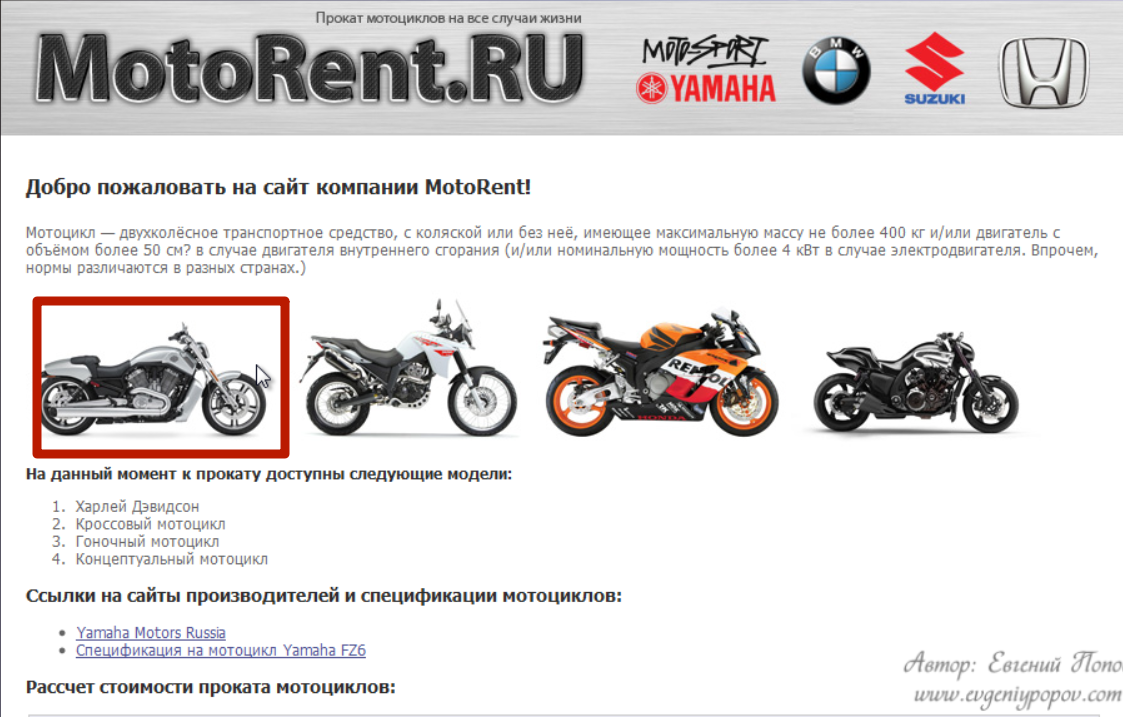 Прокат мотоциклов на все случаи жизни
MotoRent.RU
MOTOSPORT
YAMAHA
BMW
SUZUKI
Добро пожаловать на сайт компании MotoRent!
Мотоцикл — двухколёсное транспортное средство, с коляской или без неё, имеющее максимальную массу не более 400 кг и/или двигатель с
объёмом более 50 см? в случае двигателя внутреннего сгорания (и/или номинальную мощность более 4 кВт в случае электродвигателя. Впрочем,
нормы различаются в разных странах.)
REPSOL
HONDA
На данный момент к прокату доступны следующие модели:
1. Харлей Дэвидсон
2. Кроссовый мотоцикл
3. Гоночный мотоцикл
4. Концептуальный мотоцикл
Ссылки на сайты производителей и спецификации мотоциклов:
Yamaha Motors Russia
Спецификация на мотоцикл Yamaha FZ6
Автор: Евгений Попо
www.evgeniypopov.com
Рассчет стоимости проката мотоциклов: